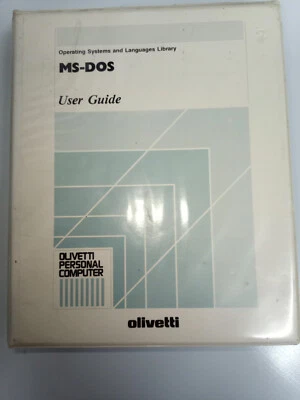 Operating Systems and Languages Library
MS-DOS
User Guide
OLIVETTI
PERSONAL
COMPUTER
olivetti